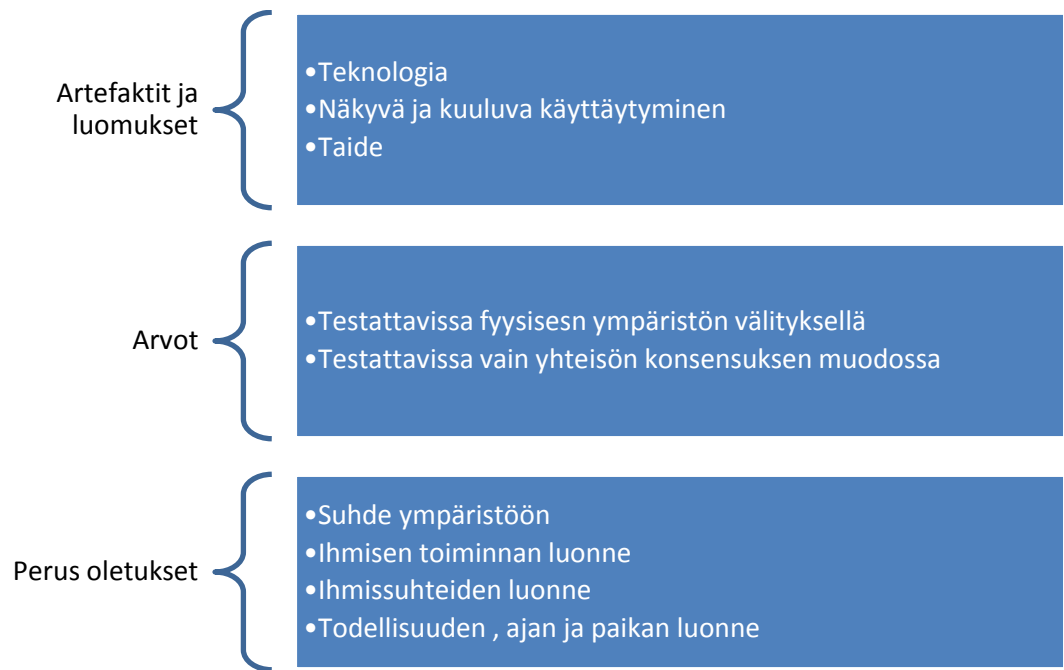 Artefaktit ja
luomukset
•Teknologia
•Näkyvä ja kuuluva käyttäytyminen
•Taide
Arvot
•Testattavissa fyysisesn ympäristön välityksellä
•Testattavissa vain yhteisön konsensuksen muodossa
Perus oletukset
•Suhde ympäristöön
•Ihmisen toiminnan luonne
•Ihmissuhteiden luonne
•Todellisuuden , ajan ja paikan luonne